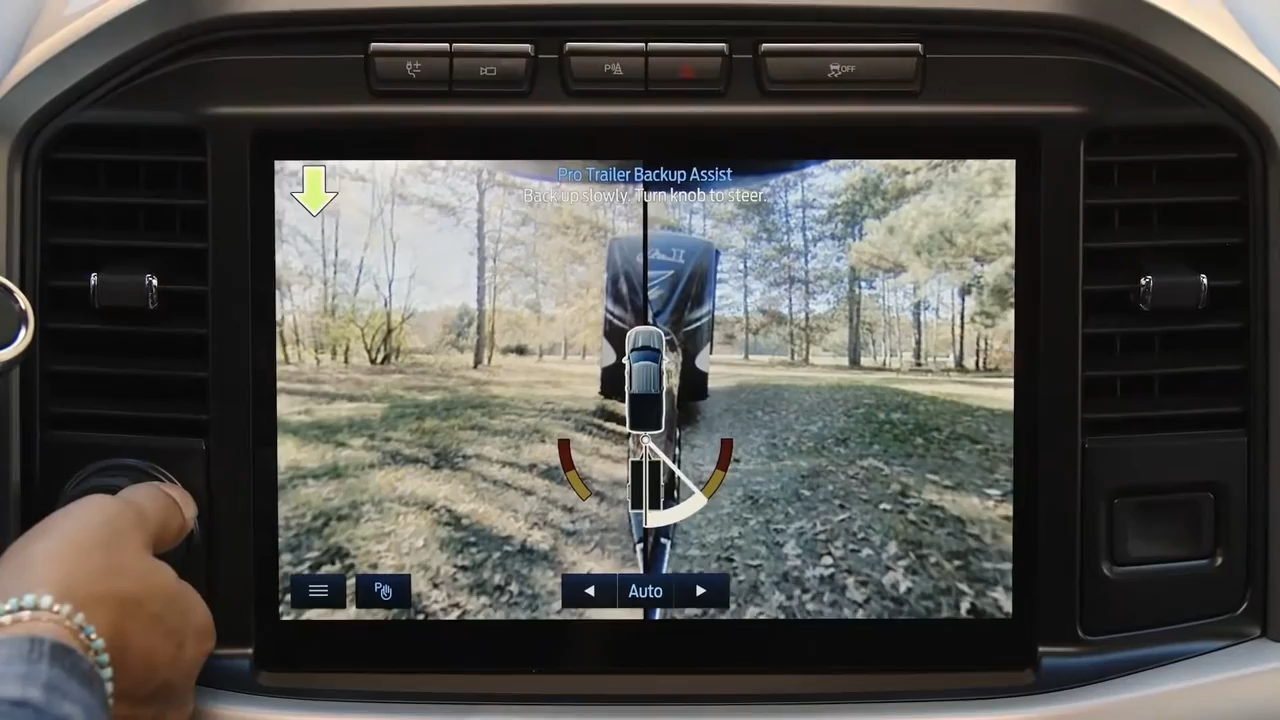 P
OFF
Pro Trailer Backup Assist
Back up slowly. Turn knob to steer.
P
Auto